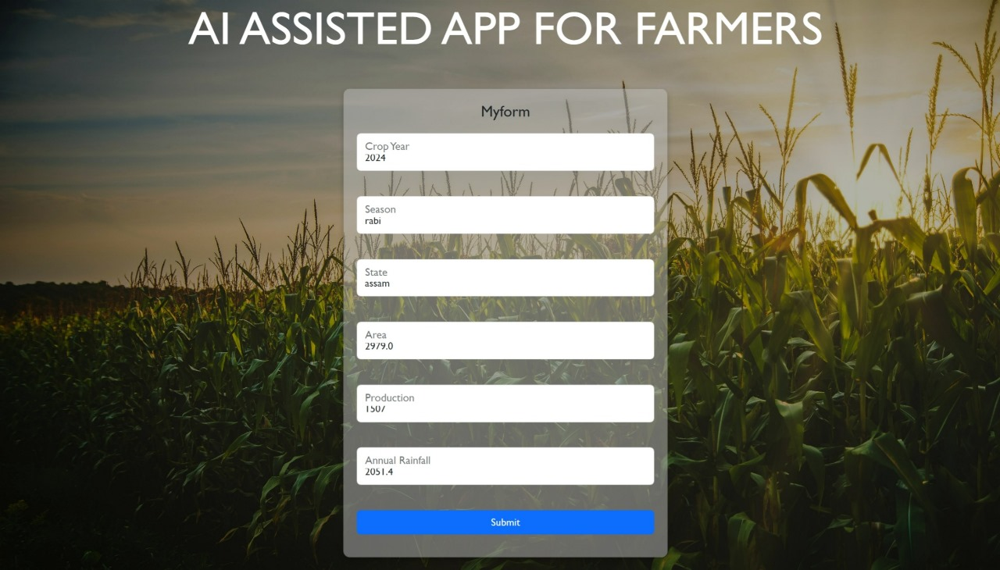 AI ASSISTED APP FOR FARMERS
Myform
Crop Year
2024
Season
rabi
State
assam
Area
2979.0
Production
1507
Annual Rainfall
2051.4
Submit